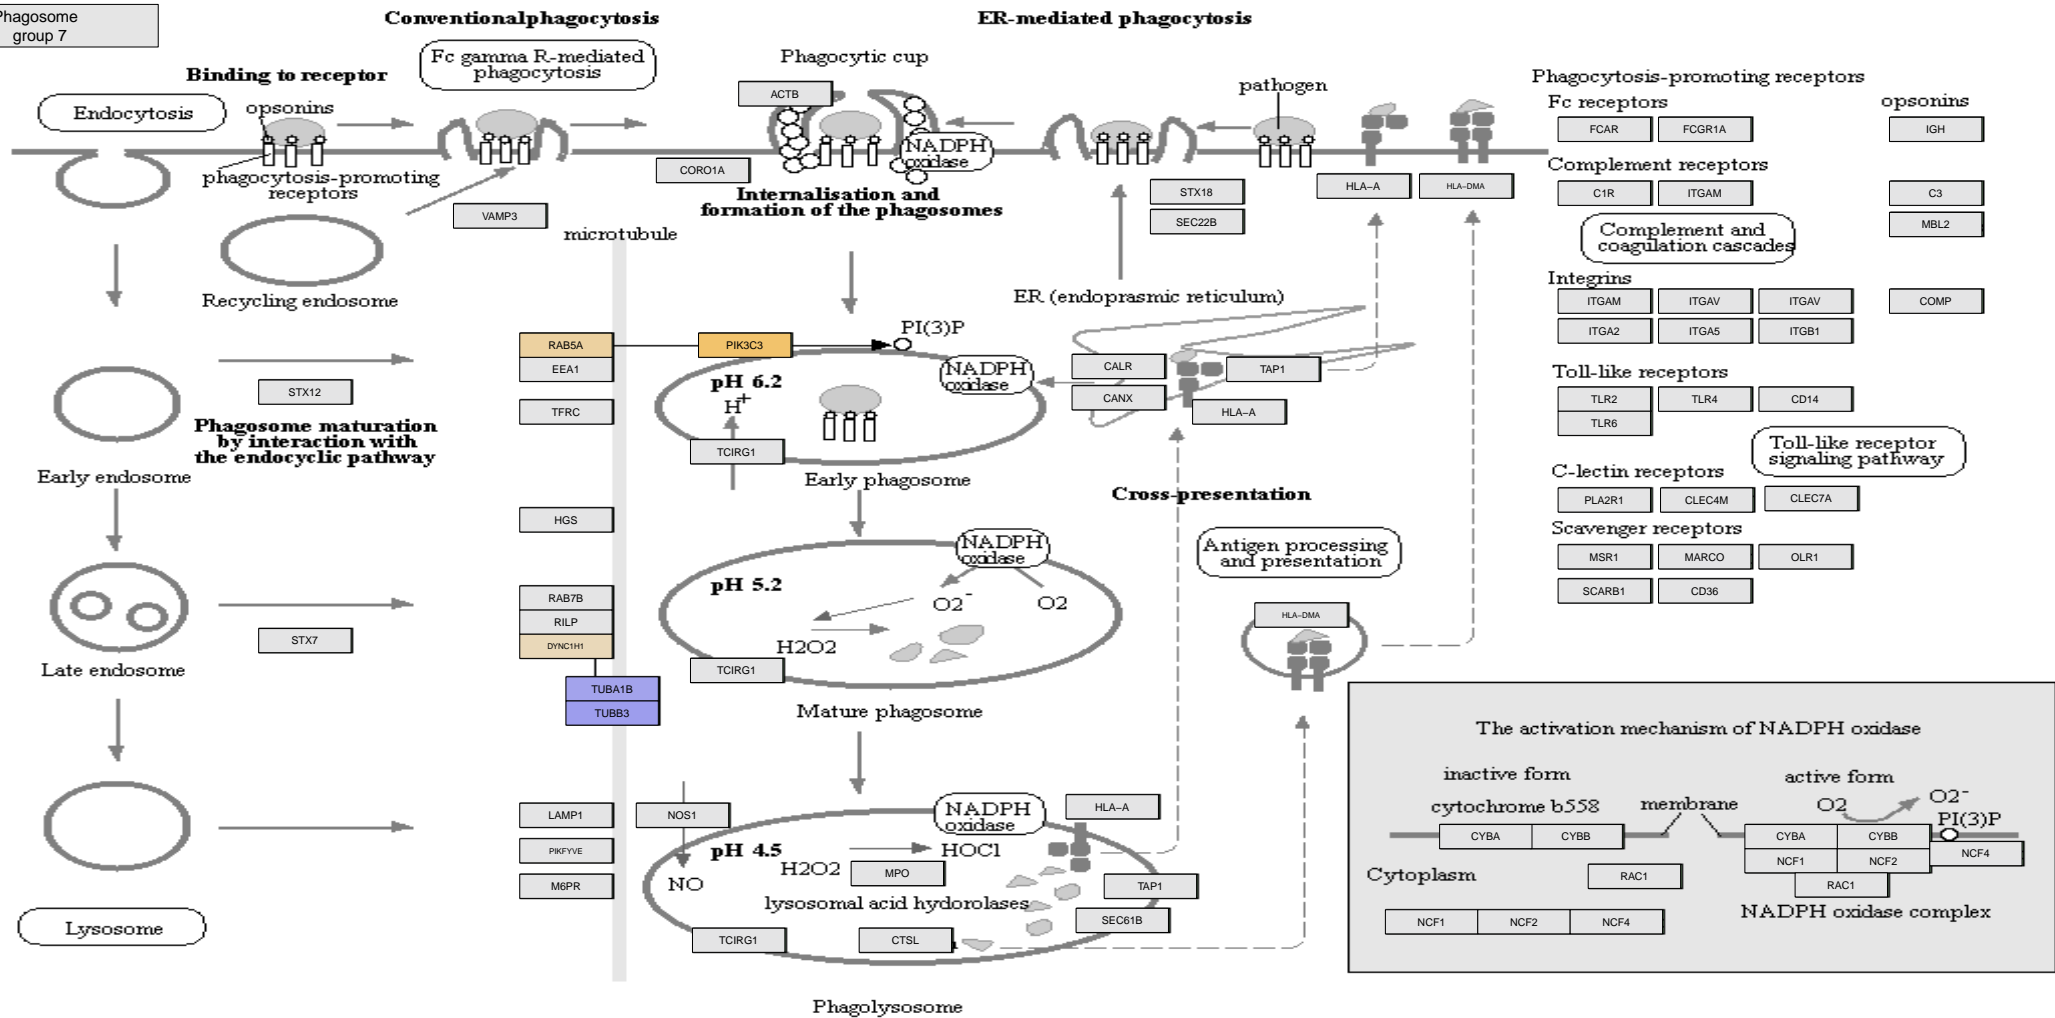 Phagosome
group 7
Conventionalphagocytosis
ER-mediated phagocytosis
Binding to receptor
Fc gamma R-mediated
phagocytosis
Phagocytic cup
Endocytosis
opsonins
ACTB
pathogen
phagocytosis-promoting
receptors
VAMP3
CORO1A
NADPH
oxidase
Internalisation and
formation of the phagosomes
STX18
SEC22B
HLA-A
HLA-DMA
microtubule
Recycling endosome
Phagocytosis-promoting receptors
Fc receptors
opsonins
FCAR
FCGR1A
IGH
Complement receptors
C1R
ITGAM
C3
MBL2
Complement and
coagulation cascades
Integrins
ITGAM
ITGAV
ITGAV
COMP
ITGA2
ITGA5
ITGB1
Toll-like receptors
TLR2
TLR4
CD14
TLR6
Toll-like receptor
signaling pathway
C-lectin receptors
PLA2R1
CLEC4M
CLEC7A
Scavenger receptors
MSR1
MARCO
OLR1
SCARB1
CD36
ER (endoprasmic reticulum)
RAB5A
PIK3C3
PI(3)P
EEA1
TFRC
STX12
Phagosome maturation
by interaction with
the endocyclic pathway
Early endosome
pH 6.2
H+
NADPH
oxidase
TCIRG1
Early phagosome
CALR
CANX
TAP1
HLA-A
Cross-presentation
Antigen processing
and presentation
HGS
NADPH
oxidase
pH 5.2
O2-
O2
H2O2
TCIRG1
Mature phagosome
RAB7B
RILP
DYNC1H1
TUBA1B
TUBB3
STX7
Late endosome
HLA-DMA
LAMP1
PIKFYVE
M6PR
NOS1
NADPH
oxidase
HLA-A
pH 4.5
HOCl
H2O2
MPO
NO
lysosomal acid hydorolases
TAP1
SEC61B
TCIRG1
CTSL
Lysosome
Phagolysosome
The activation mechanism of NADPH oxidase
inactive form
active form
cytochrome b558
membrane
O2
O2-
PI(3)P
CYBA
CYBB
CYBA
CYBB
NCF1
NCF2
NCF4
Cytoplasm
RAC1
RAC1
NCF1
NCF2
NCF4
NADPH oxidase complex